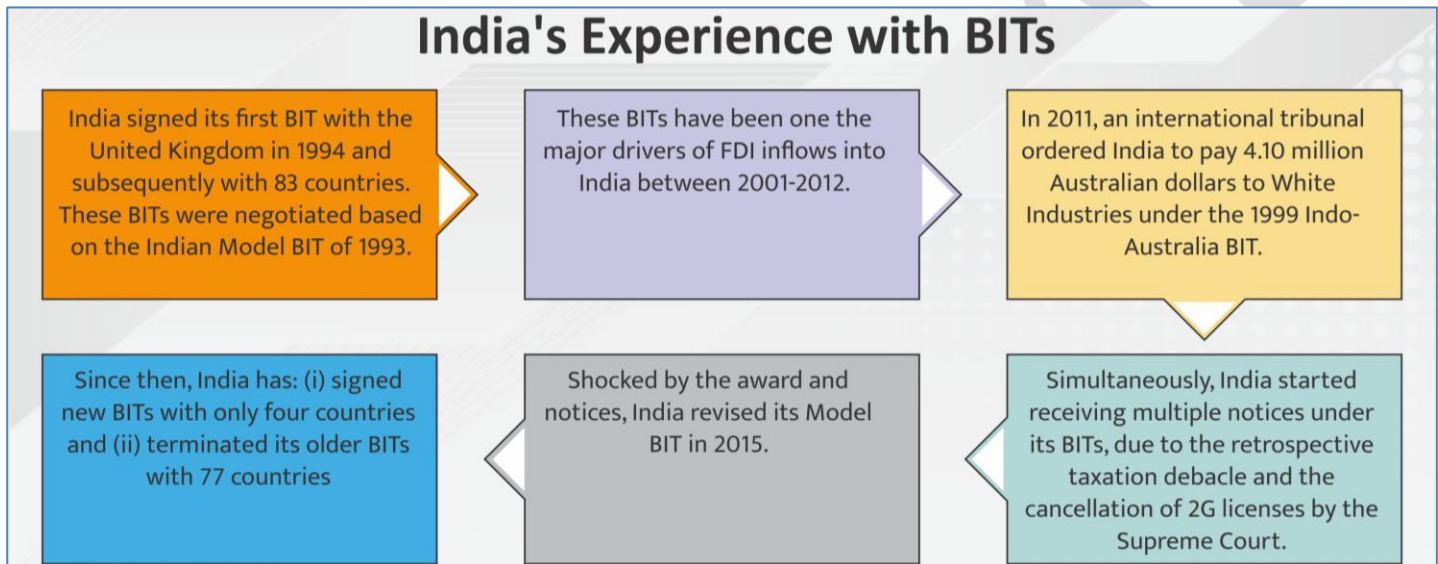 India's Experience with BITs
India signed its first BIT with the
United Kingdom in 1994 and
subsequently with 83 countries.
These BITs were negotiated based
on the Indian Model BIT of 1993.
These BITs have been one the
major drivers of FDI inflows into
India between 2001-2012.
In 2011, an international tribunal
ordered India to pay 4.10 million
Australian dollars to White
Industries under the 1999 Indo-
Australia BIT.
Simultaneously, India started
receiving multiple notices under
its BITs, due to the retrospective
taxation debacle and the
cancellation of 2G licenses by the
Supreme Court.
Shocked by the award and
notices, India revised its Model
BIT in 2015.
Since then, India has: (i) signed
new BITs with only four countries
and (ii) terminated its older BITs
with 77 countries